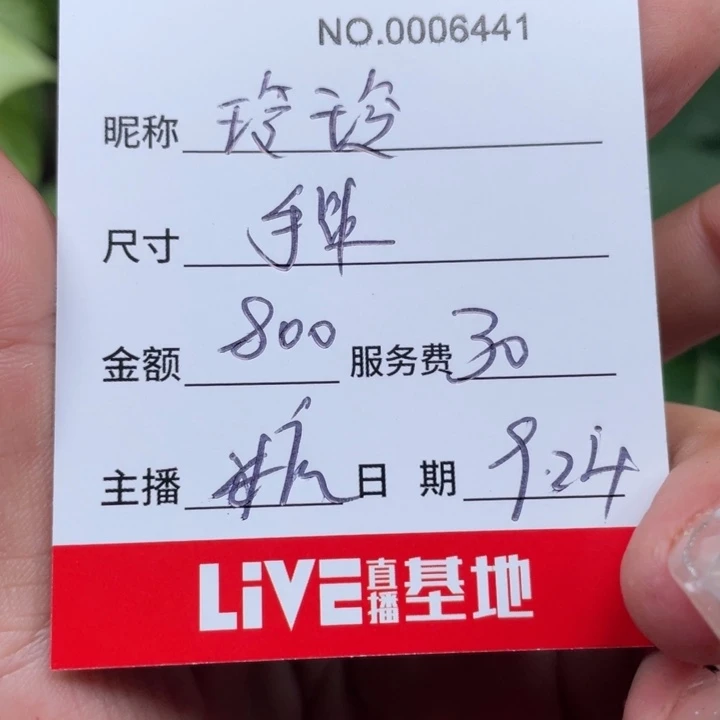 NO.0006441
昵称 玲玲
尺寸 手牌
金额 800 服务费 30
主播 日期 9.24
LiVE直播基地